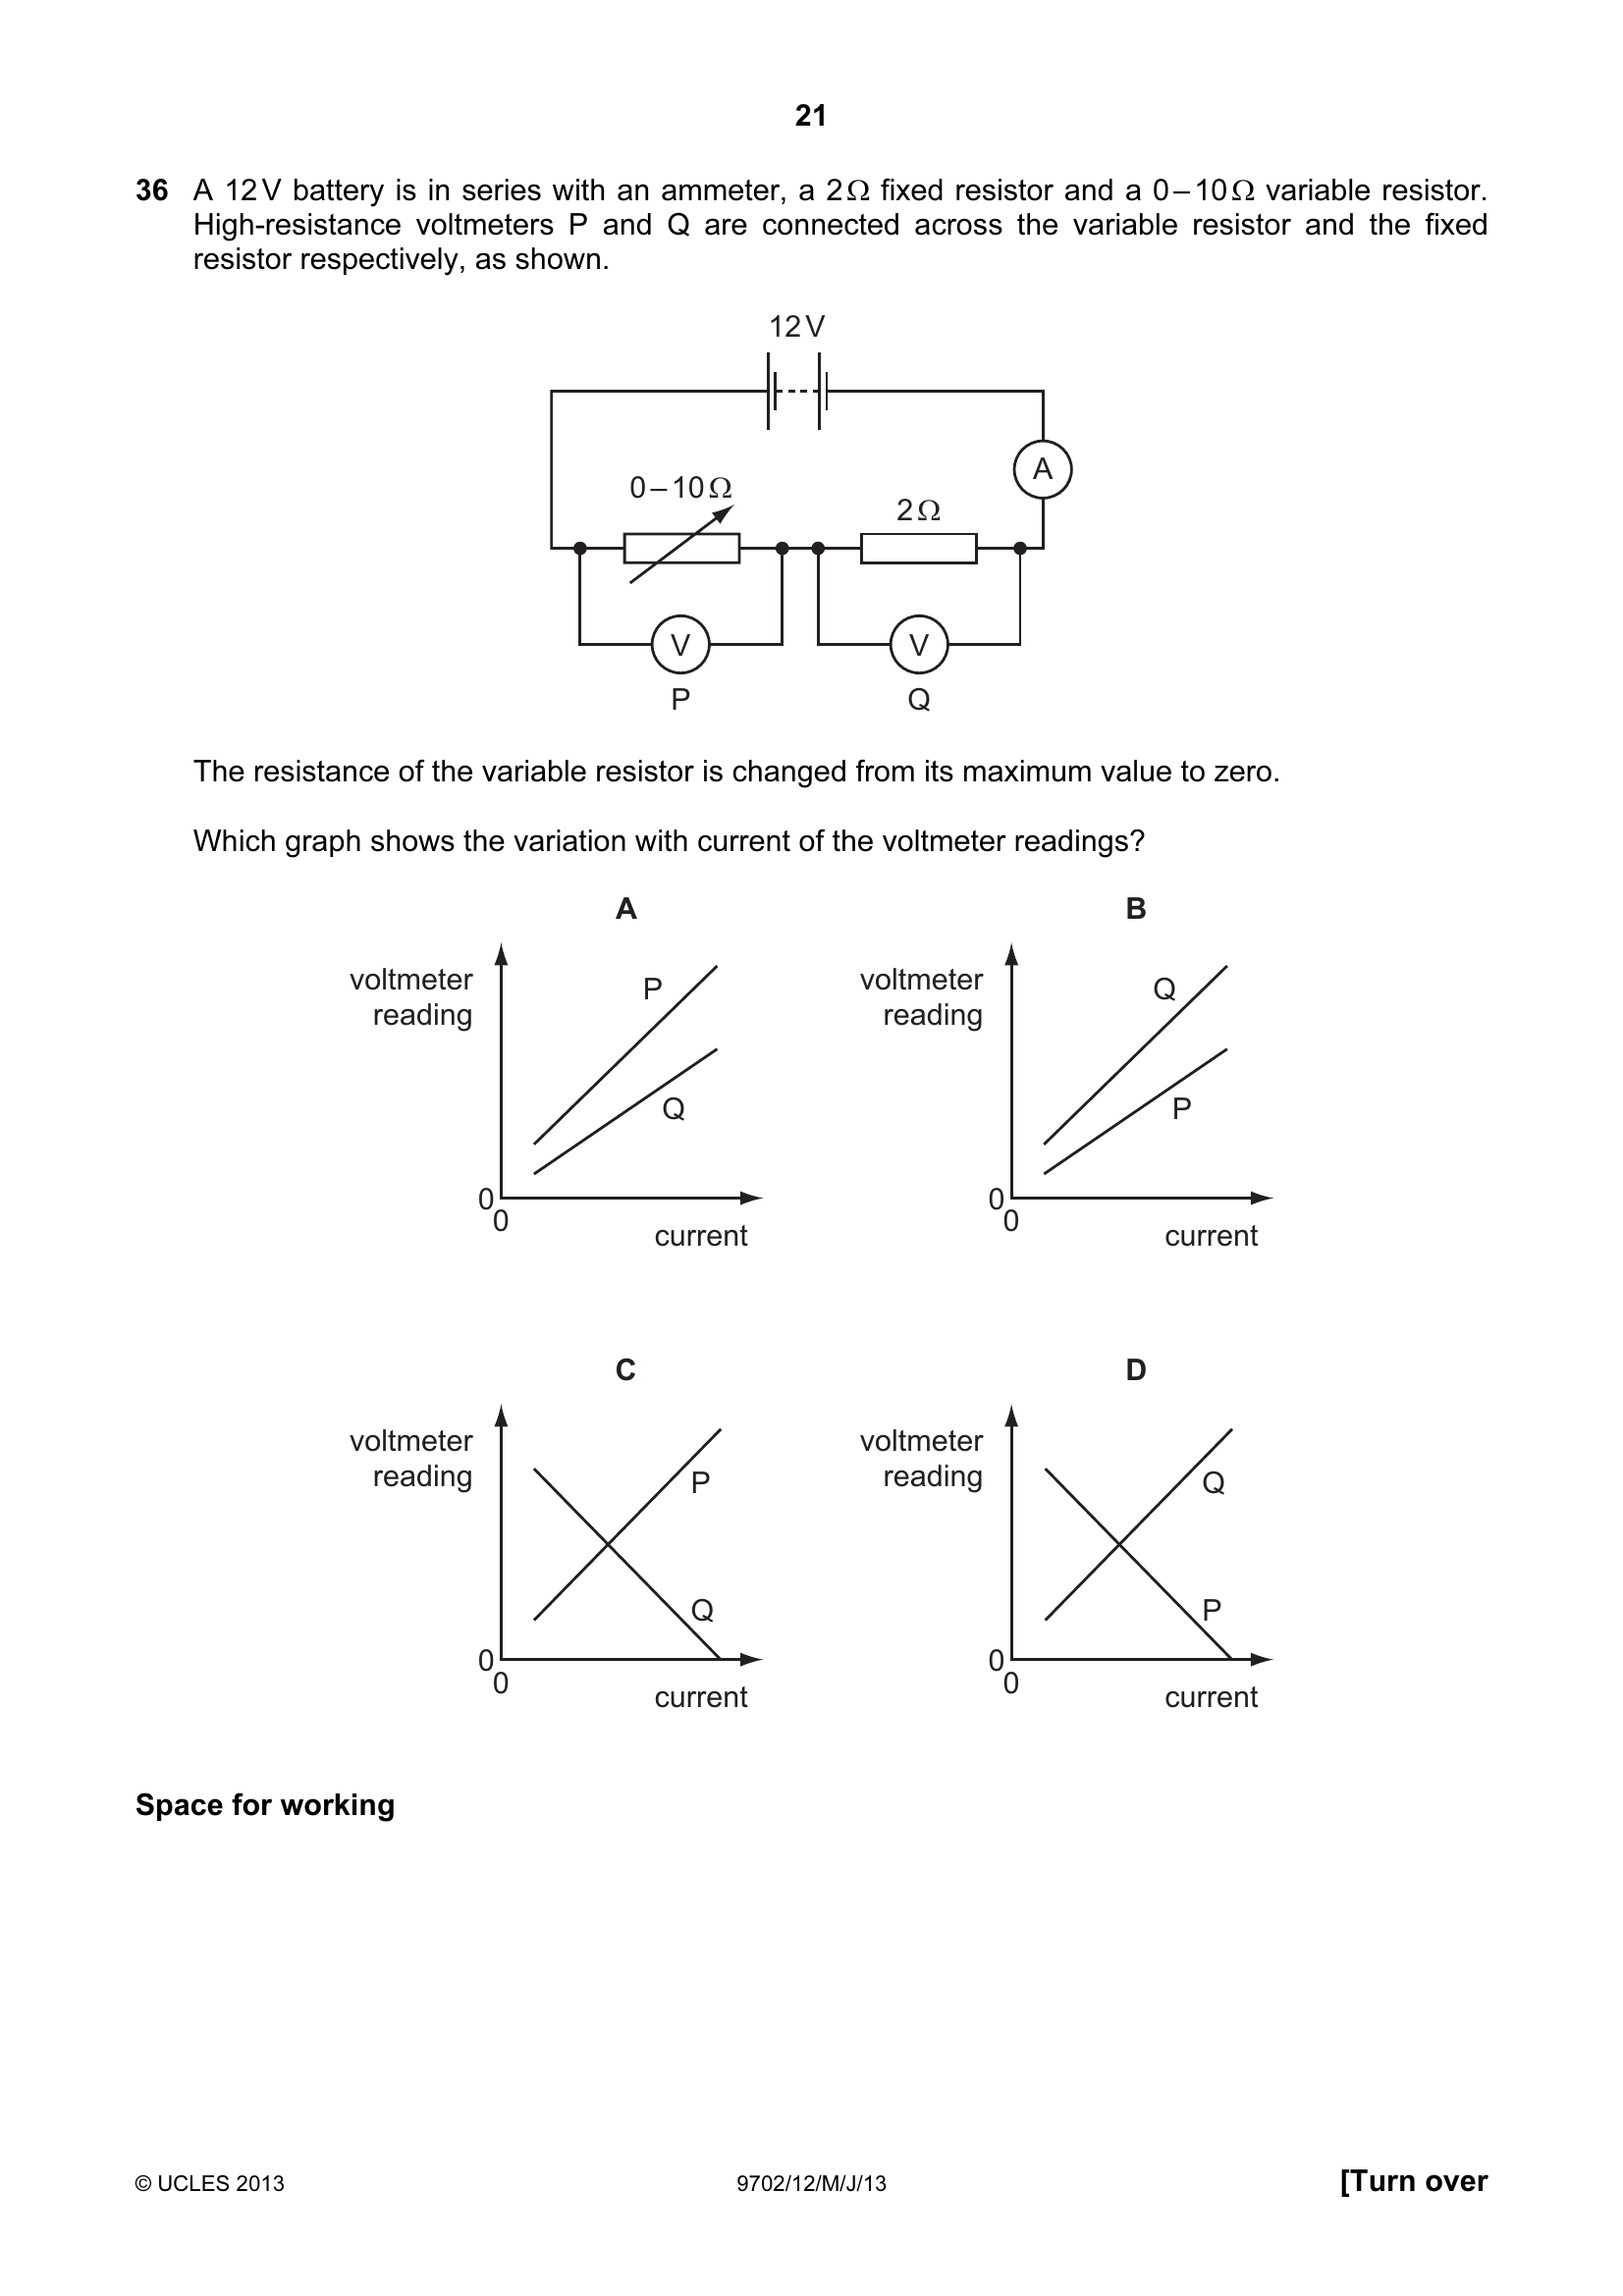 21
36 A 12 V battery is in series with an ammeter, a 2 Ω fixed resistor and a 0 – 10 Ω variable resistor.
High-resistance voltmeters P and Q are connected across the variable resistor and the fixed
resistor respectively, as shown.
12 V
A
0 – 10 Ω
2 Ω
V
V
P
Q
The resistance of the variable resistor is changed from its maximum value to zero.
Which graph shows the variation with current of the voltmeter readings?
A
voltmeter
reading
P
Q
0
0
current
B
voltmeter
reading
Q
P
0
0
current
C
voltmeter
reading
P
Q
0
0
current
D
voltmeter
reading
Q
P
0
0
current
Space for working
© UCLES 2013
9702/12/M/J/13
[Turn over